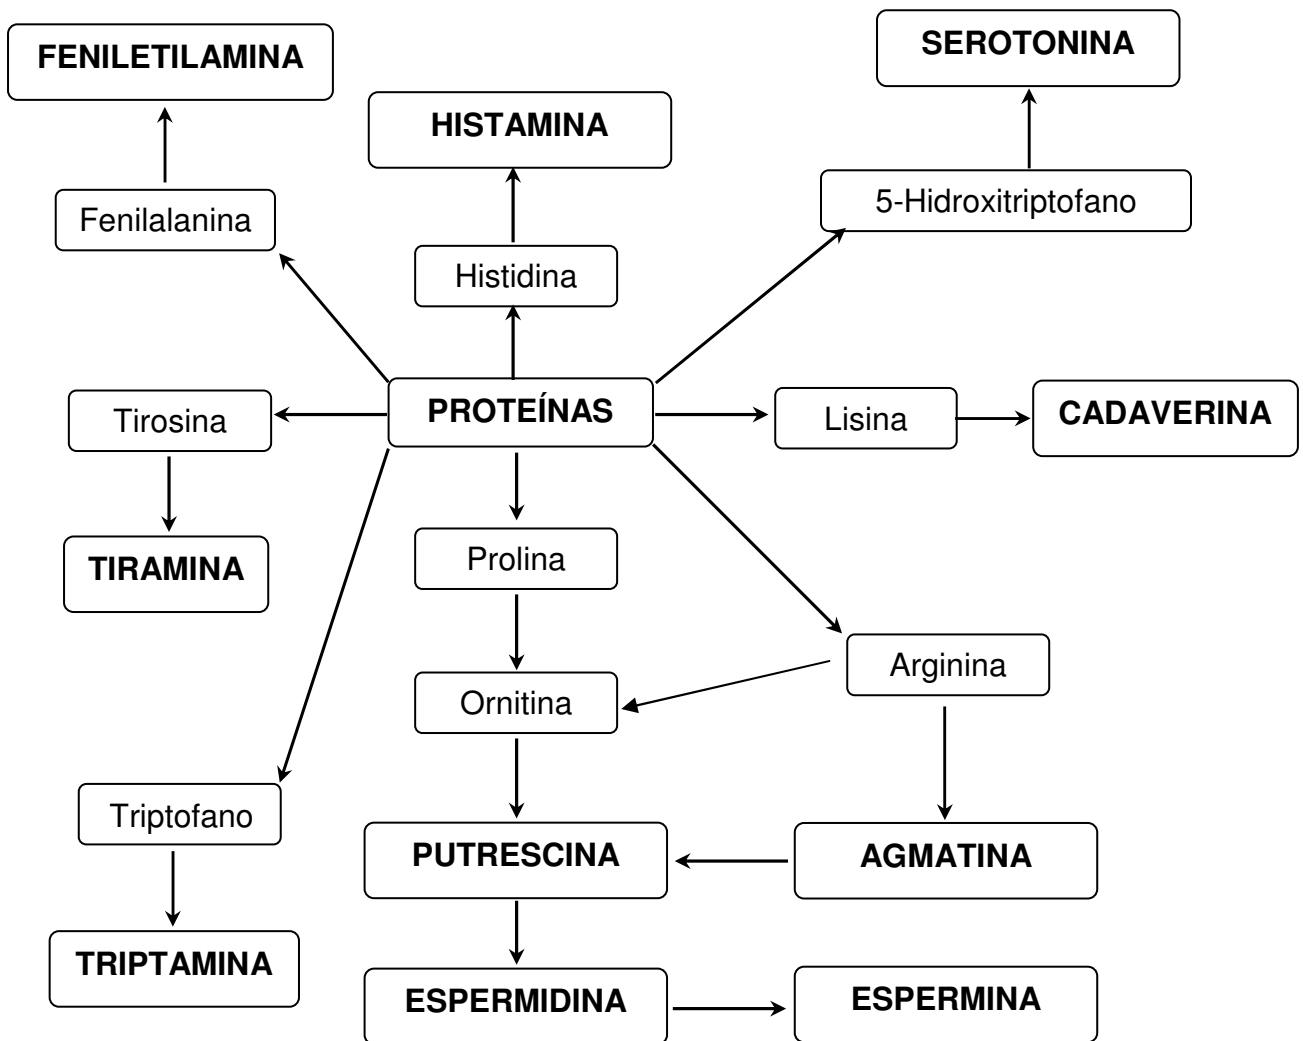 FENILETILAMINA
SEROTONINA
HISTAMINA
Fenilalanina
5-Hidroxitriptofano
Histidina
Tirosina
PROTEÍNAS
Lisina
CADAVERINA
TIRAMINA
Prolina
Arginina
Ornitina
Triptofano
PUTRESCINA
AGMATINA
TRIPTAMINA
ESPERMIDINA
ESPERMINA